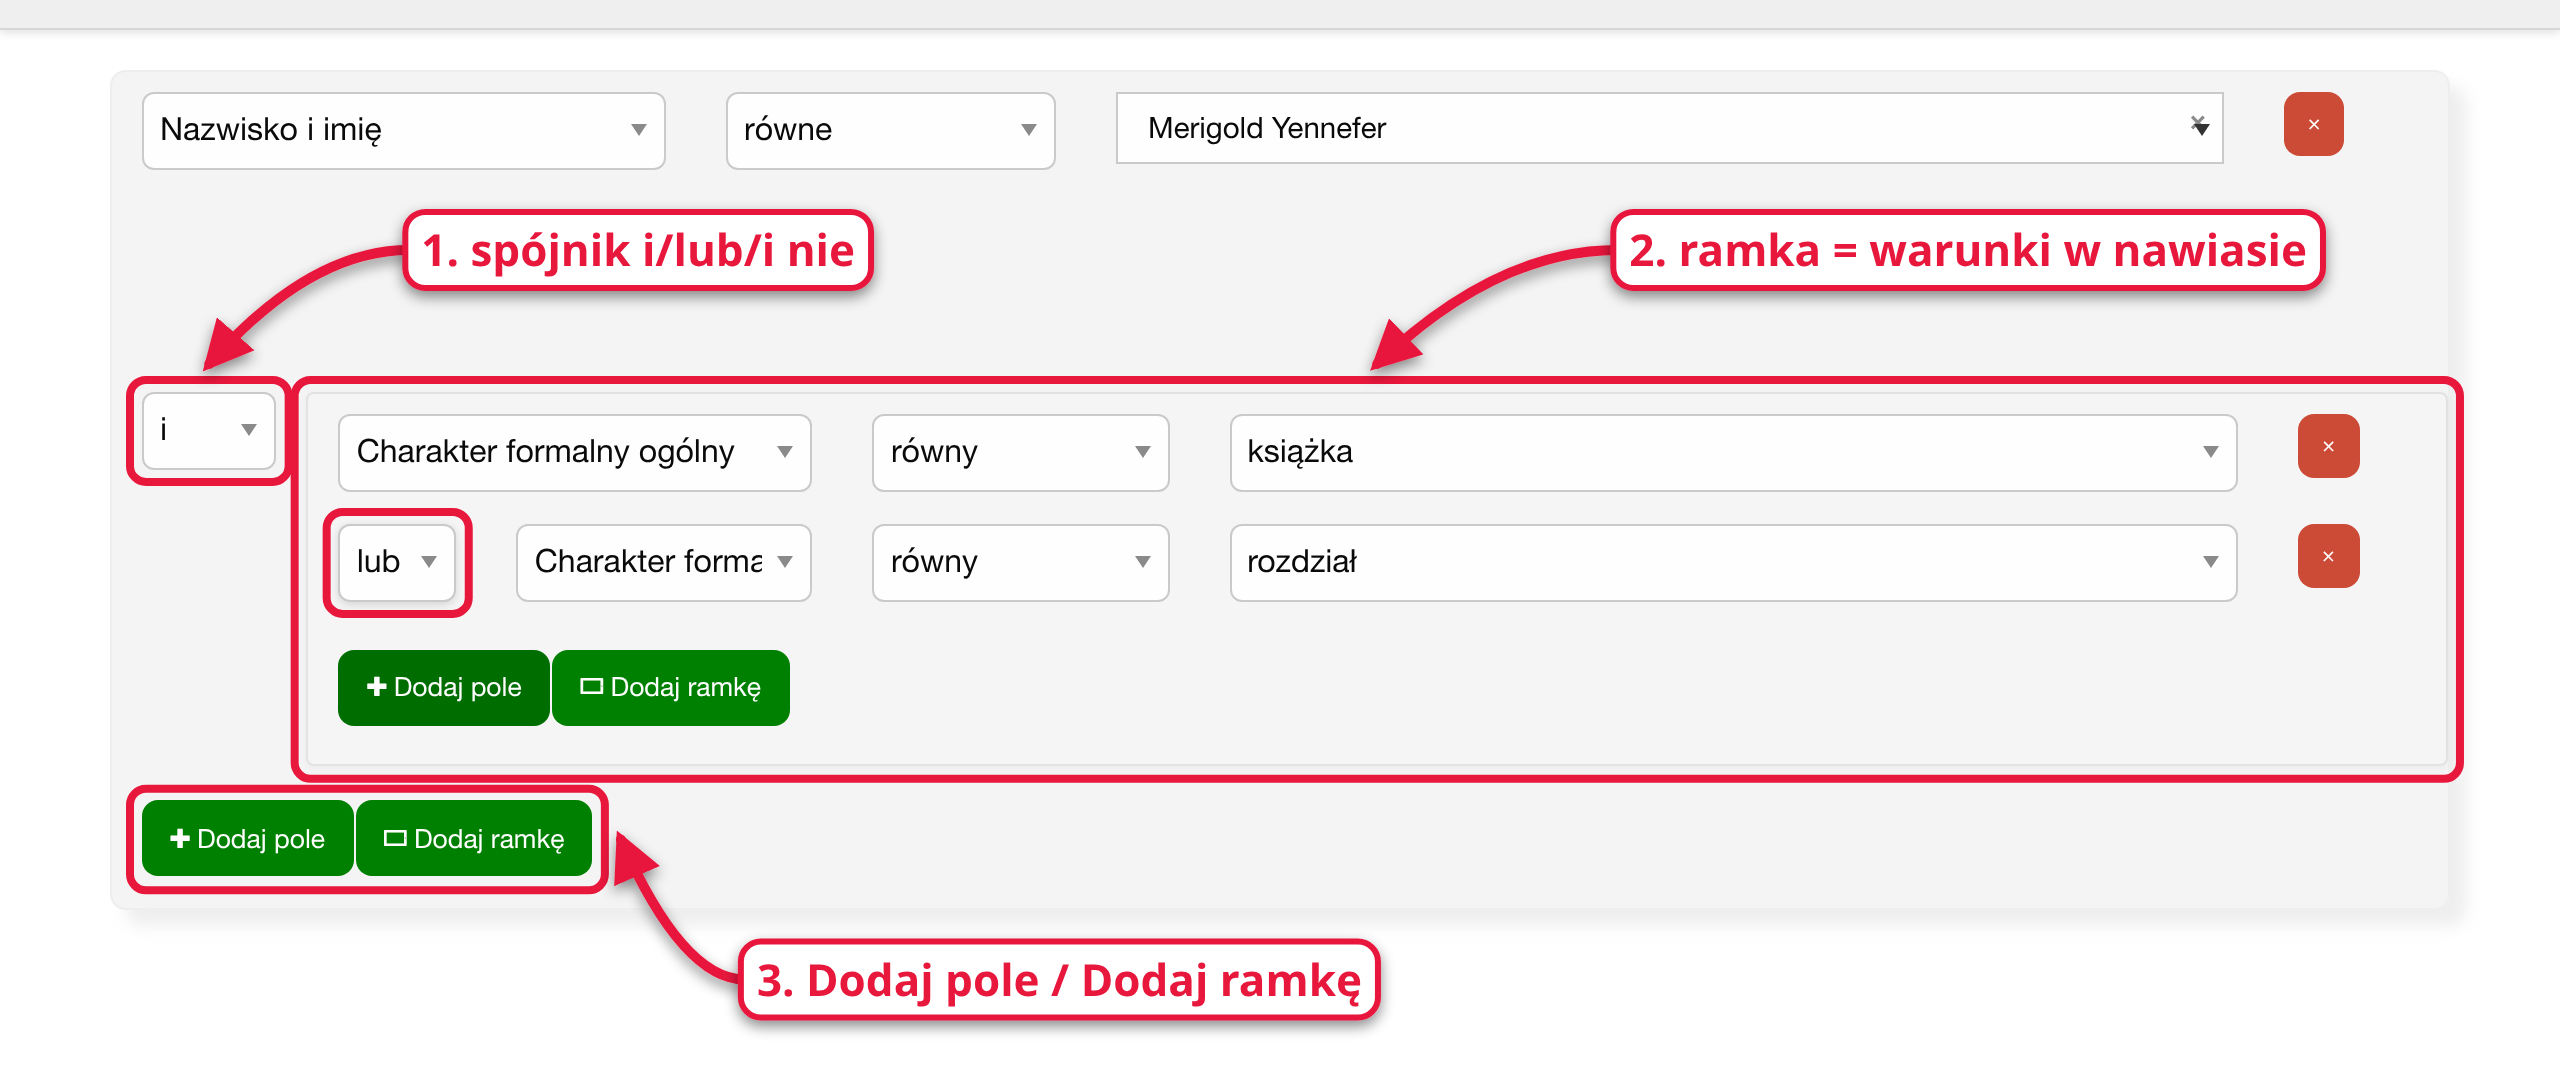 Nazwisko i imię równe Merigold Yennefer ×
1. spójnik i/lub/i nie
2. ramka = warunki w nawiasie
i Charakter formalny ogólny równy książka ×
lub Charakter forma równy rozdział ×
Dodaj pole Dodaj ramkę
Dodaj pole Dodaj ramkę
3. Dodaj pole / Dodaj ramkę